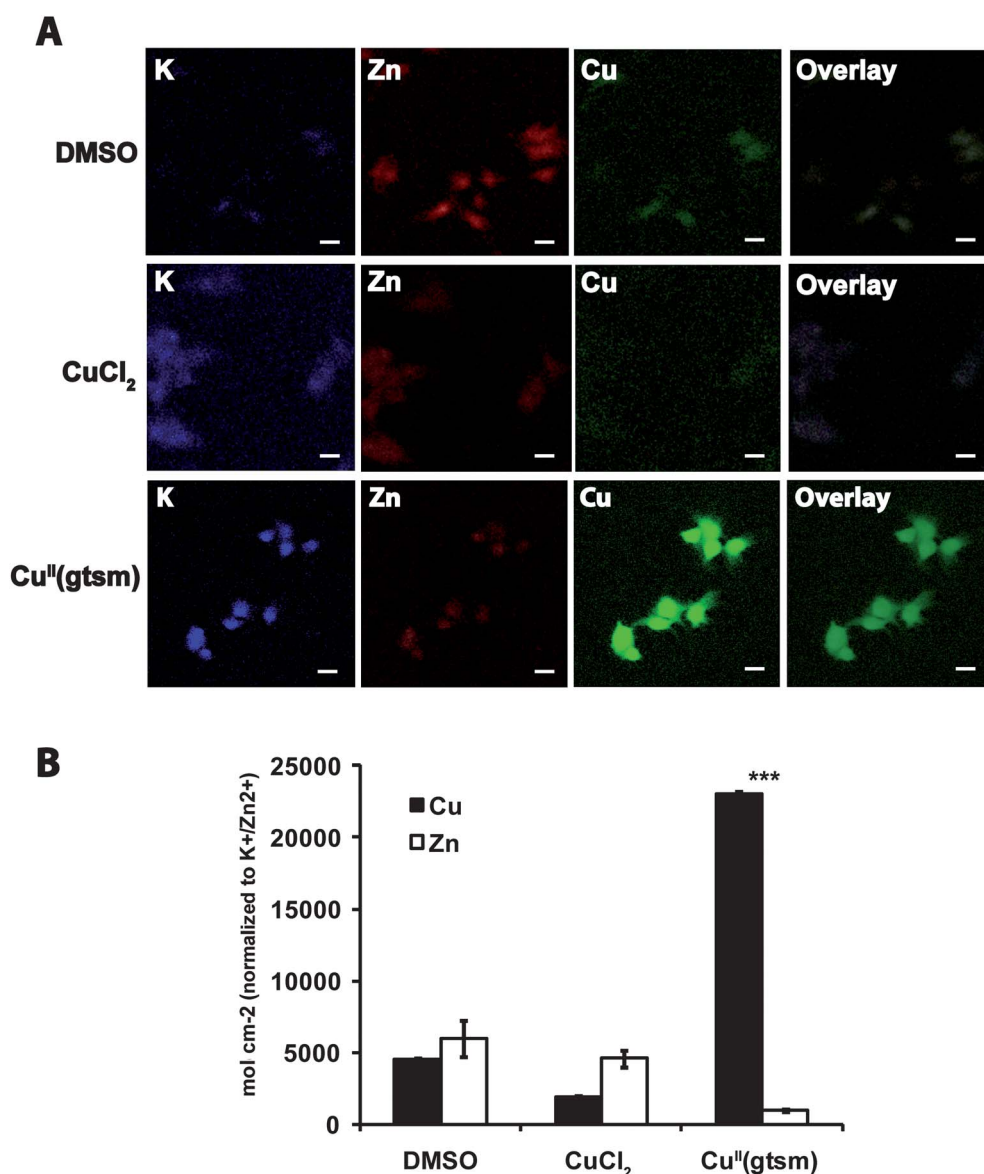 A
K Zn Cu Overlay
DMSO
K Zn Cu Overlay
CuCl₂
K Zn Cu Overlay
Cuᴵᴵ(gtsm)
B
mol cm-2 (normalized to K+/Zn2+)
25000
20000
15000
10000
5000
0
Cu
Zn
***
DMSO CuCl₂ Cuᴵᴵ(gtsm)